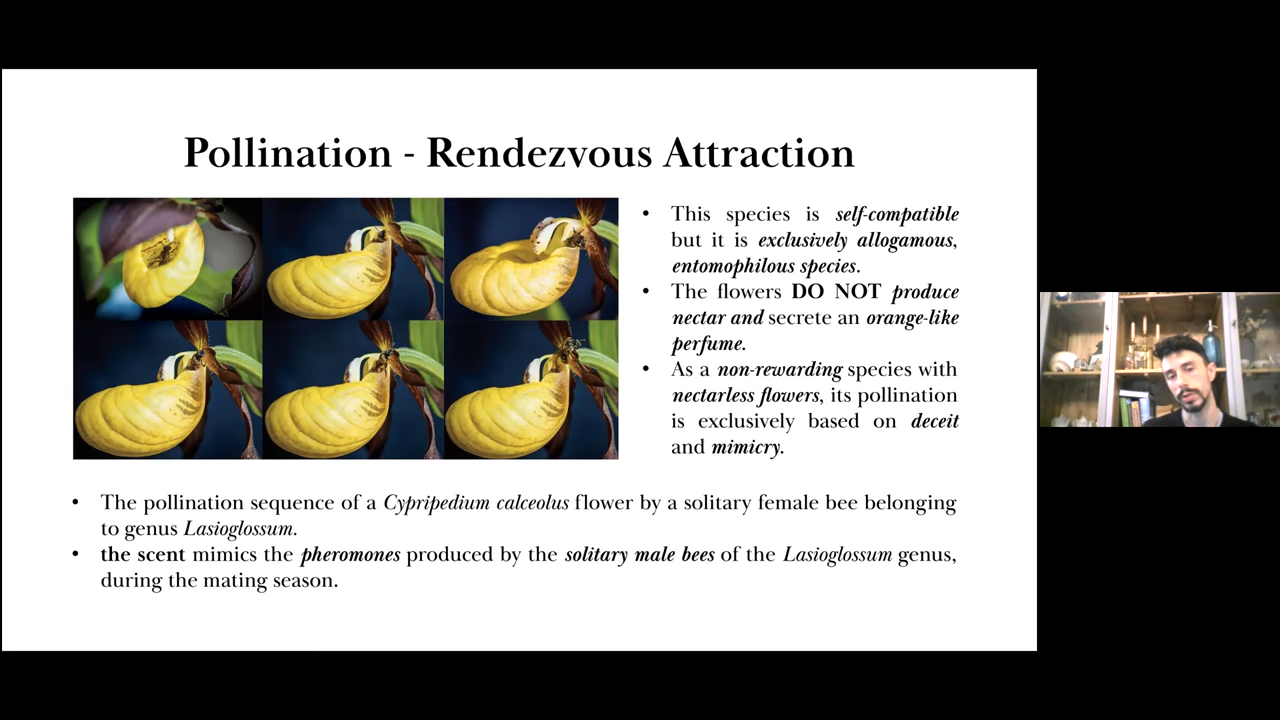 Pollination - Rendezvous Attraction
• This species is self-compatible
but it is exclusively allogamous,
entomophilous species.
• The flowers DO NOT produce
nectar and secrete an orange-like
perfume.
• As a non-rewarding species with
nectarless flowers, its pollination
is exclusively based on deceit
and mimicry.
• The pollination sequence of a Cypripedium calceolus flower by a solitary female bee belonging
to genus Lasioglossum.
• the scent mimics the pheromones produced by the solitary male bees of the Lasioglossum genus,
during the mating season.